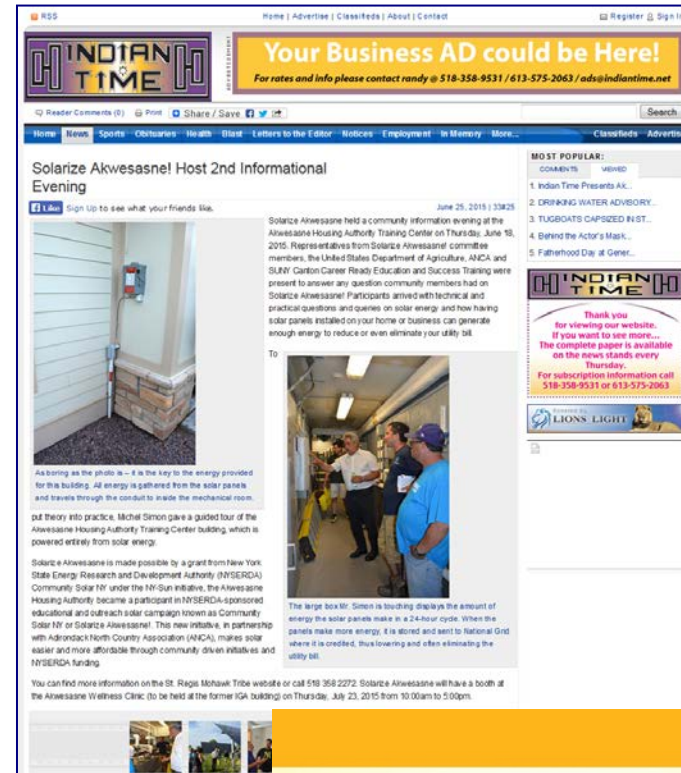 RSS
Home | Advertise | Classifieds | About | Contact
Register Sign In
INDIAN TIME
ADVERTISEMENT
Your Business AD could be Here!
For rates and info please contact randy @ 518-358-9531 / 613-575-2063 / ads@indiantime.net
Reader Comments (0) Print Share / Save
Search
Home News Sports Obituaries Health Blast Letters to the Editor Notices Employment In Memory More... Classifieds Advertis
Solarize Akwesasne! Host 2nd Informational
Evening
Like Sign Up to see what your friends like.
June 25, 2015 | 33#25
Solarize Akwesasne held a community information evening at the
Akwesasne Housing Authority Training Center on Thursday, June 18,
2015. Representatives from Solarize Akwesasne! committee
members, the United States Department of Agriculture, ANCA and
SUNY Canton Career Ready Education and Success Training were
present to answer any question community members had on
Solarize Akwesasne! Participants arrived with technical and
practical questions and queries on solar energy and how having
solar panels installed on your home or business can generate
enough energy to reduce or even eliminate your utility bill.
To
As boring as the photo is – it is the key to the energy provided
for this building. All energy is gathered from the solar panels
and travels through the conduit to inside the mechanical room.
put theory into practice, Michel Simon gave a guided tour of the
Akwesasne Housing Authority Training Center building, which is
powered entirely from solar energy.
Solarize Akwesasne is made possible by a grant from New York
State Energy Research and Development Authority (NYSERDA)
Community Solar NY under the NY-Sun initiative, the Akwesasne
Housing Authority became a participant in NYSERDA-sponsored
educational and outreach solar campaign known as Community
Solar NY or Solarize Akwesasne!. This new initiative, in partnership
with Adirondack North Country Association (ANCA), makes solar
easier and more affordable through community driven initiatives and
NYSERDA funding.
The large box Mr. Simon is touching displays the amount of
energy the solar panels make in a 24-hour cycle. When the
panels make more energy, it is stored and sent to National Grid
where it is credited, thus lowering and often eliminating the
utility bill.
You can find more information on the St. Regis Mohawk Tribe website or call 518 358 2272. Solarize Akwesasne will have a booth at
the Akwesasne Wellness Clinic (to be held at the former IGA building) on Thursday, July 23, 2015 from 10:00am to 5:00pm.
MOST POPULAR:
COMMENTS VIEWED
1. Indian Time Presents Ak...
2. DRINKING WATER ADVISORY...
3. TUGBOATS CAPSIZED IN ST...
4. Behind the Actor's Mask...
5. Fatherhood Day at Gener...
INDIAN TIME
Thank you
for viewing our website.
If you want to see more...
The complete paper is available
on the news stands every
Thursday.
For subscription information call
518-358-9531 or 613-575-2063
Powered by
LIONS LIGHT